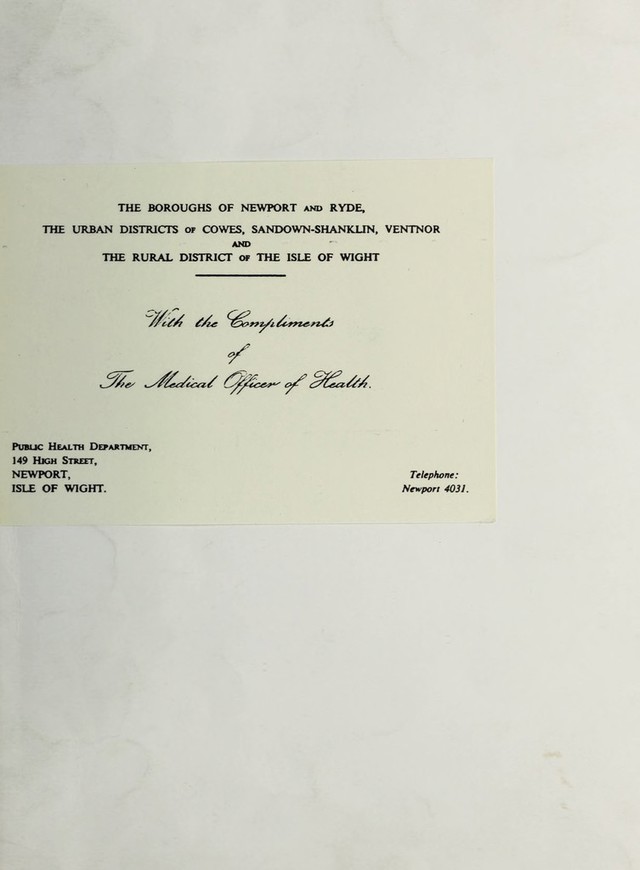 THE BOROUGHS OF NEWPORT AND RYDE,
THE URBAN DISTRICTS OF COWES, SANDOWN-SHANKLIN, VENTNOR
AND
THE RURAL DISTRICT OF THE ISLE OF WIGHT
With the Compliments
of
The Medical Officer of Health.
PUBLIC HEALTH DEPARTMENT,
149 HIGH STREET,
NEWPORT,
ISLE OF WIGHT.
Telephone:
Newport 4031.